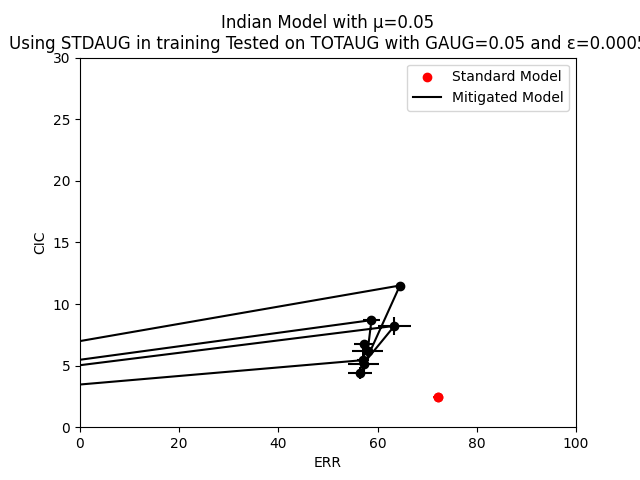 Indian Model with μ=0.05
Using STDAUG in training Tested on TOTAUG with GAUG=0.05 and ε=0.0005
Standard Model
Mitigated Model
30
25
20
15
10
5
0
CIC
0 20 40 60 80 100
ERR